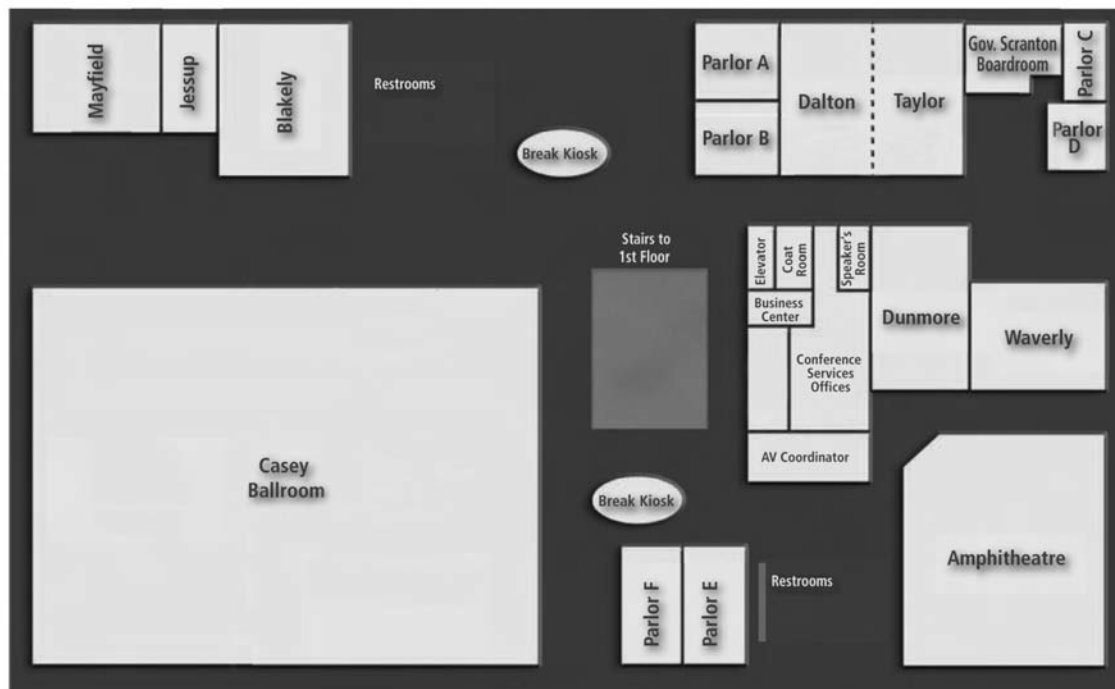 Mayfield
Jessup
Blakely
Restrooms
Break Kiosk
Parlor A
Parlor B
Dalton
Taylor
Gov. Scranton
Boardroom
Parlor C
Parlor
D
Stairs to
1st Floor
Elevator
Coat
Room
Speaker's
Room
Business
Center
Conference
Services
Offices
Dunmore
Waverly
AV Coordinator
Casey
Ballroom
Break Kiosk
Parlor F
Parlor E
Restrooms
Amphitheatre